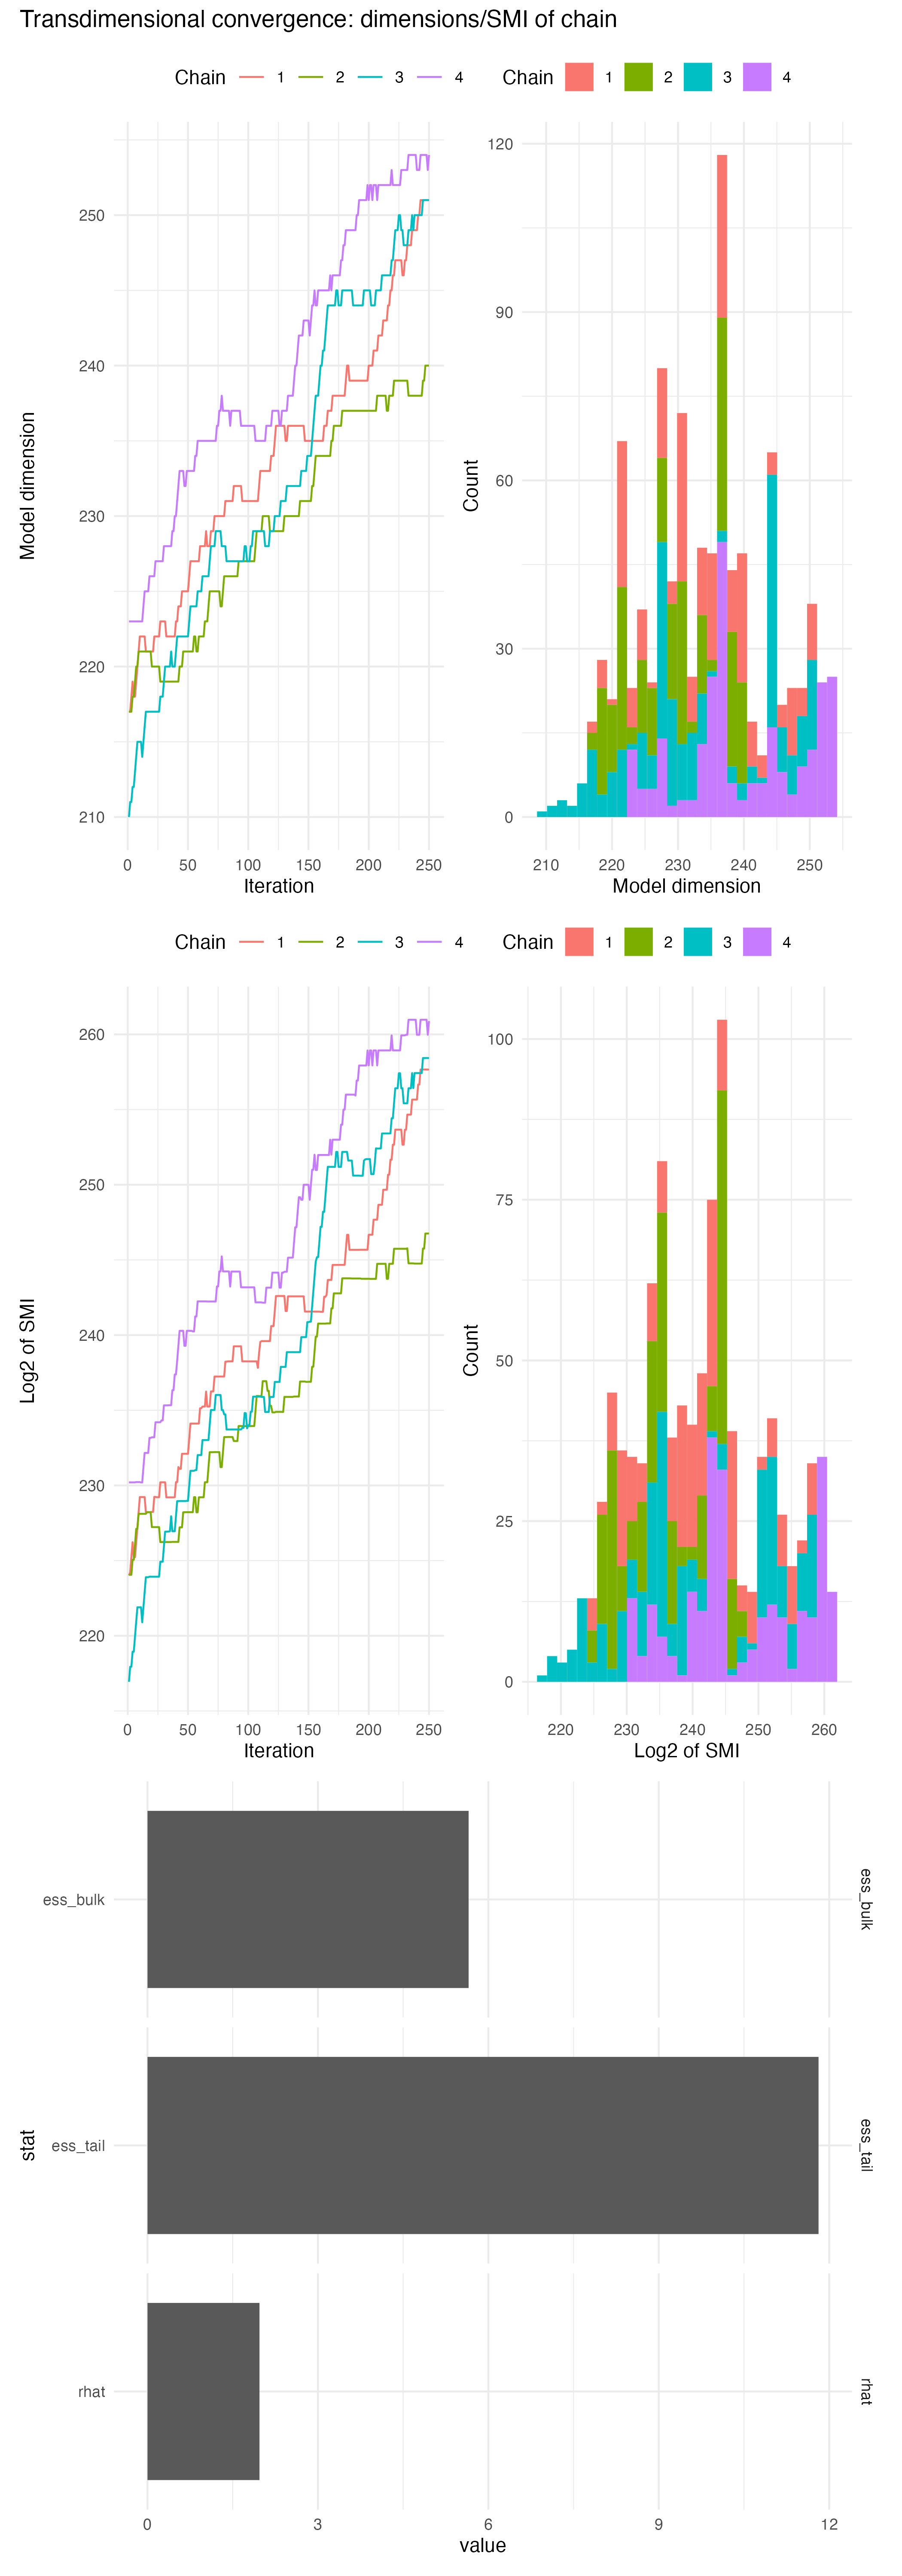 Transdimensional convergence: dimensions/SMI of chain
Chain 1 2 3 4
Chain 1 2 3 4
Model dimension
250
240
230
220
210
0 50 100 150 200 250
Iteration
Count
120
90
60
30
0
210 220 230 240 250
Model dimension
Chain 1 2 3 4
Chain 1 2 3 4
Log2 of SMI
260
250
240
230
220
0 50 100 150 200 250
Iteration
Count
100
75
50
25
0
220 230 240 250 260
Log2 of SMI
stat
ess_bulk
ess_bulk
ess_tail
ess_tail
rhat
rhat
0 3 6 9 12
value